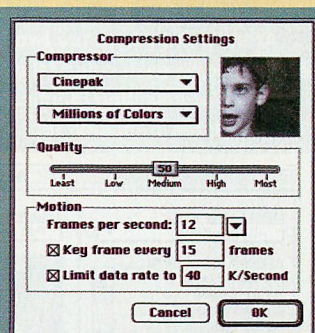 Compression Settings
Compressor
Cinepak
Millions of Colors
Quality
50
Least Low Medium High Most
Motion
Frames per second: 12
Key frame every 15 frames
Limit data rate to 40 K/Second
Cancel OK